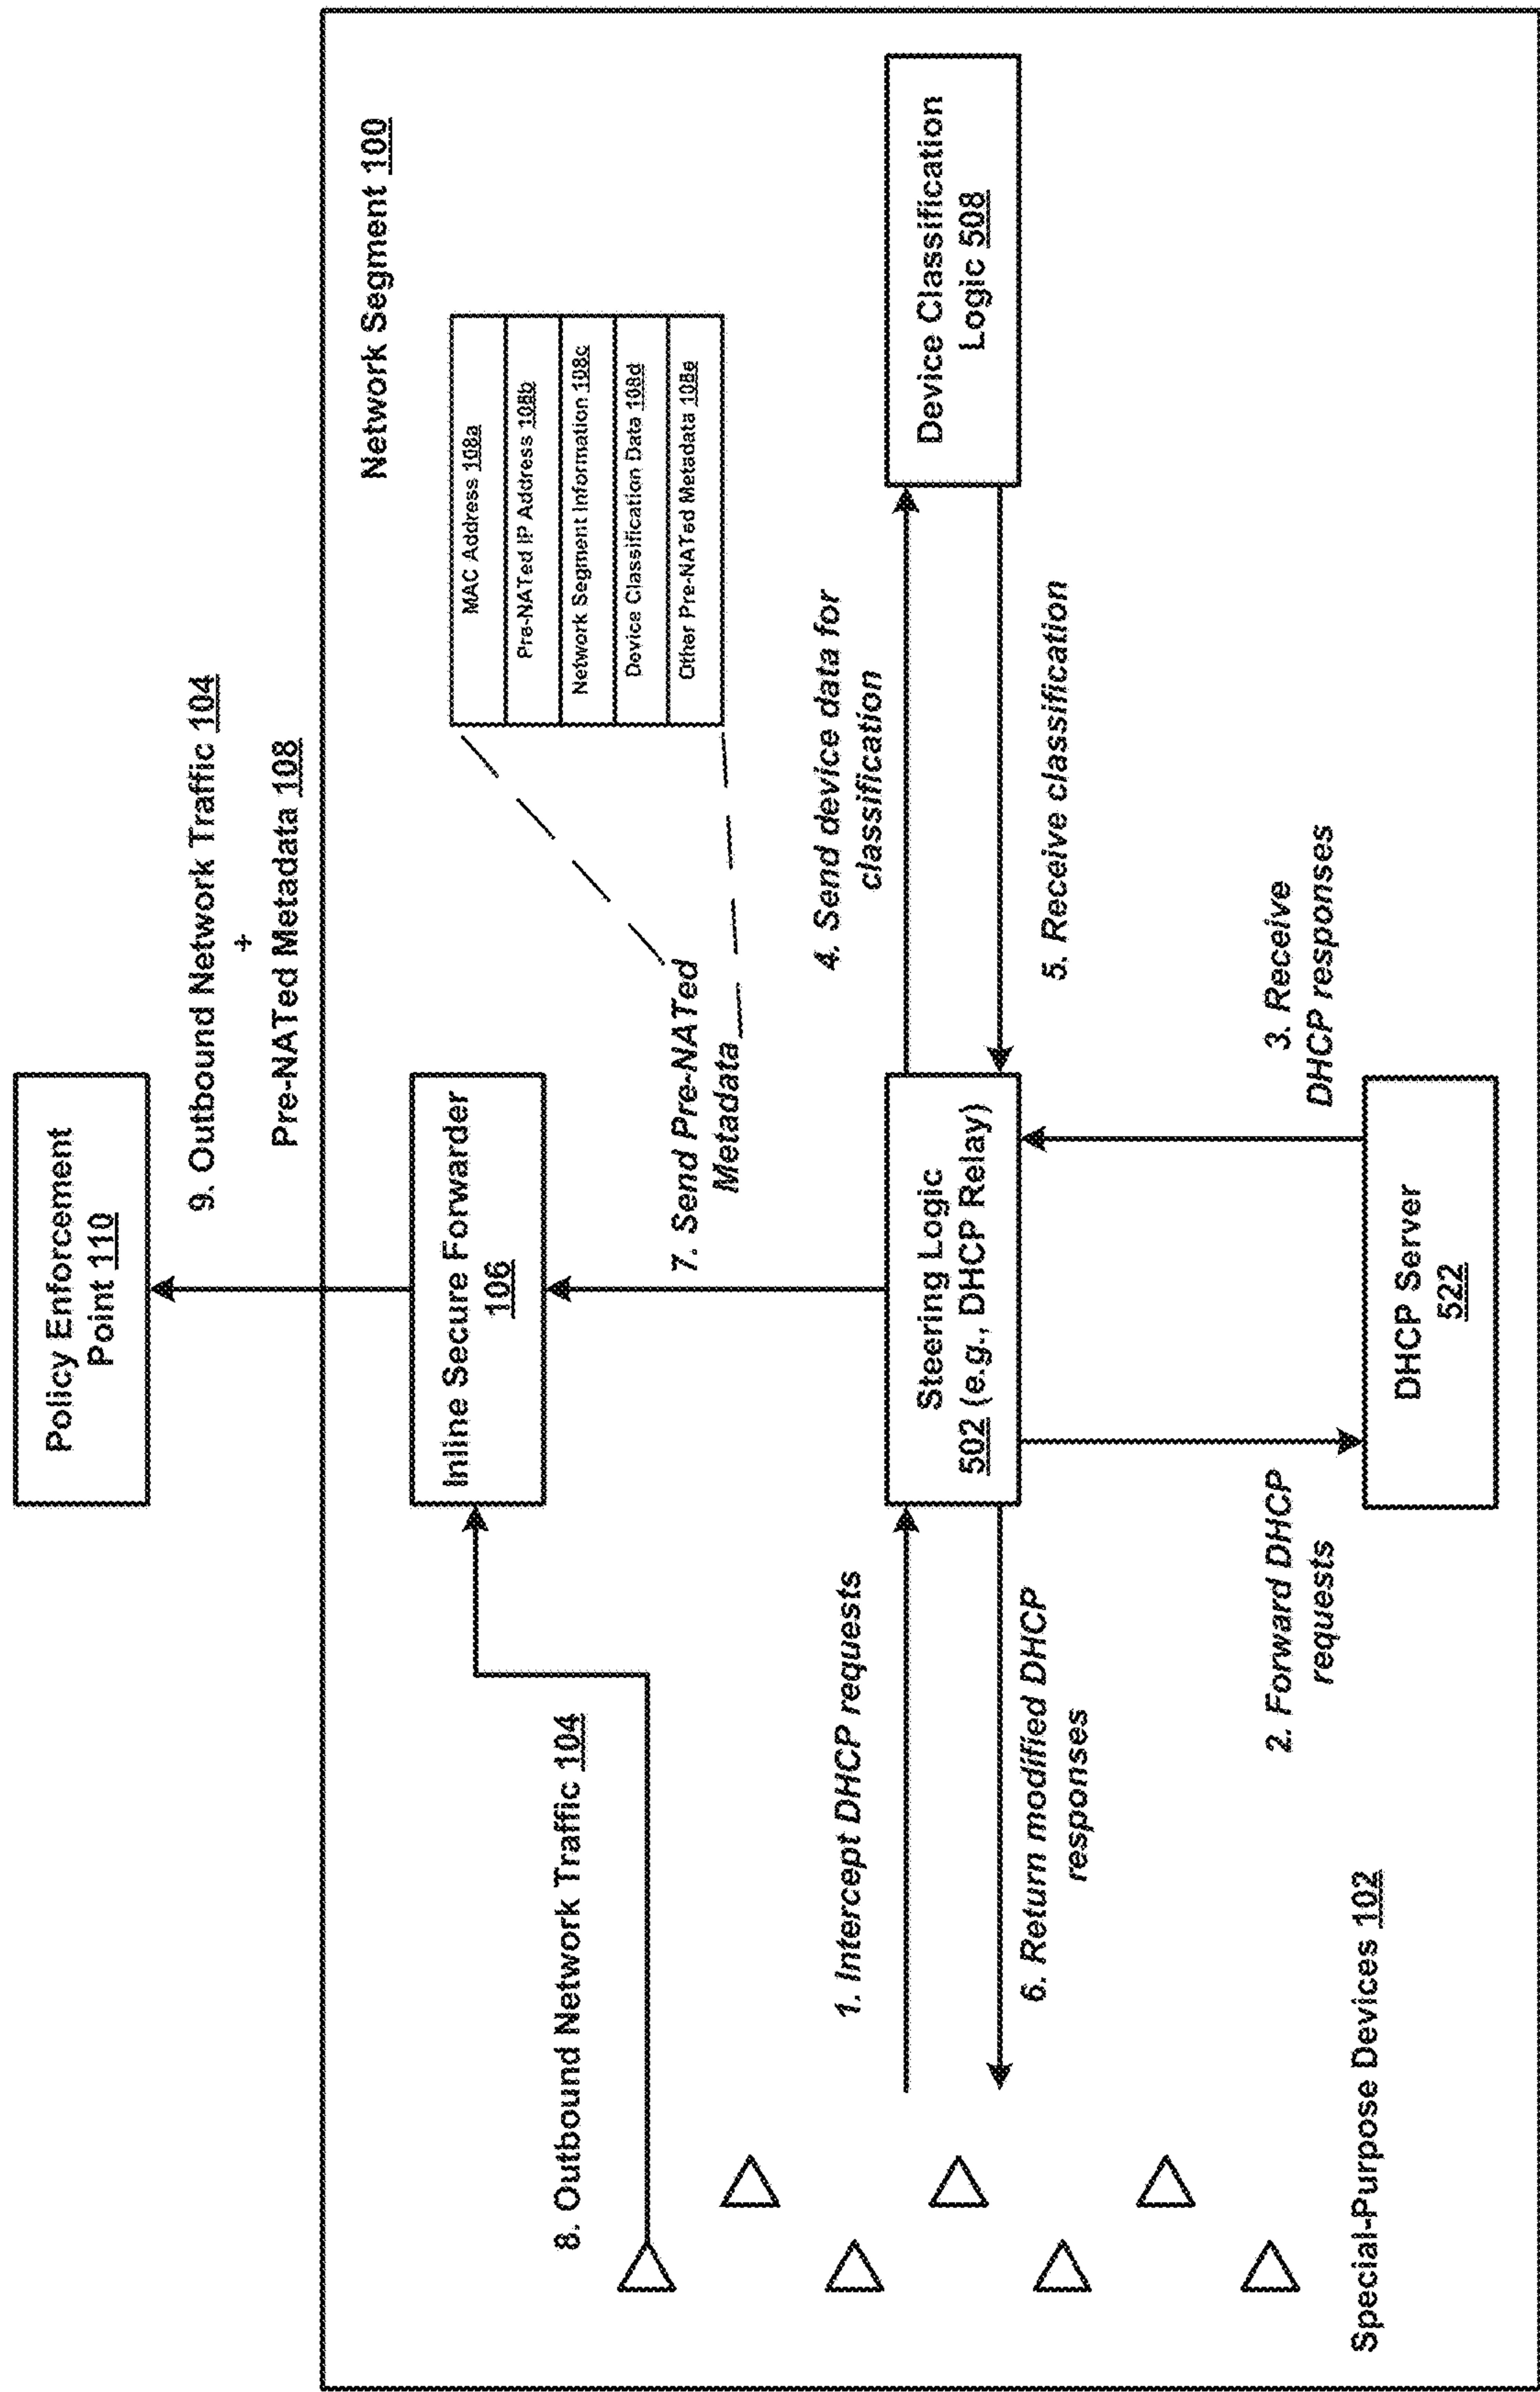 Policy Enforcement
Point 110
9. Outbound Network Traffic 104
+
Pre-NATed Metadata 108
Network Segment 100
Inline Secure Forwarder
106
8. Outbound Network Traffic 104
MAC Address 108a
Pre-NATed IP Address 108b
Network Segment Information 108c
Device Classification Data 108d
Other Pre-NATed Metadata 108e
7. Send Pre-NATed
Metadata
1. Intercept DHCP requests
4. Send device data for
classification
Steering Logic
502 (e.g., DHCP Relay)
Device Classification
Logic 508
6. Return modified DHCP
responses
5. Receive classification
2. Forward DHCP
requests
3. Receive
DHCP responses
Special-Purpose Devices 102
DHCP Server
522